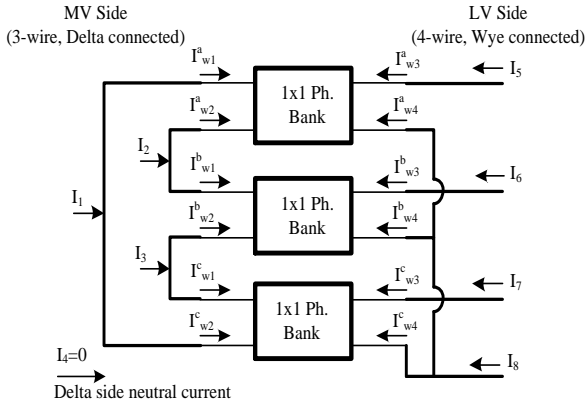 MV Side
(3-wire, Delta connected)
LV Side
(4-wire, Wye connected)
I^a_w1
I^a_w3
I_5
1x1 Ph.
Bank
I^a_w2
I^a_w4
I_2
I^b_w1
I^b_w3
I_6
1x1 Ph.
Bank
I_1
I^b_w2
I^b_w4
I_3
I^c_w1
I^c_w3
I_7
1x1 Ph.
Bank
I^c_w2
I^c_w4
I_4=0
I_8
Delta side neutral current